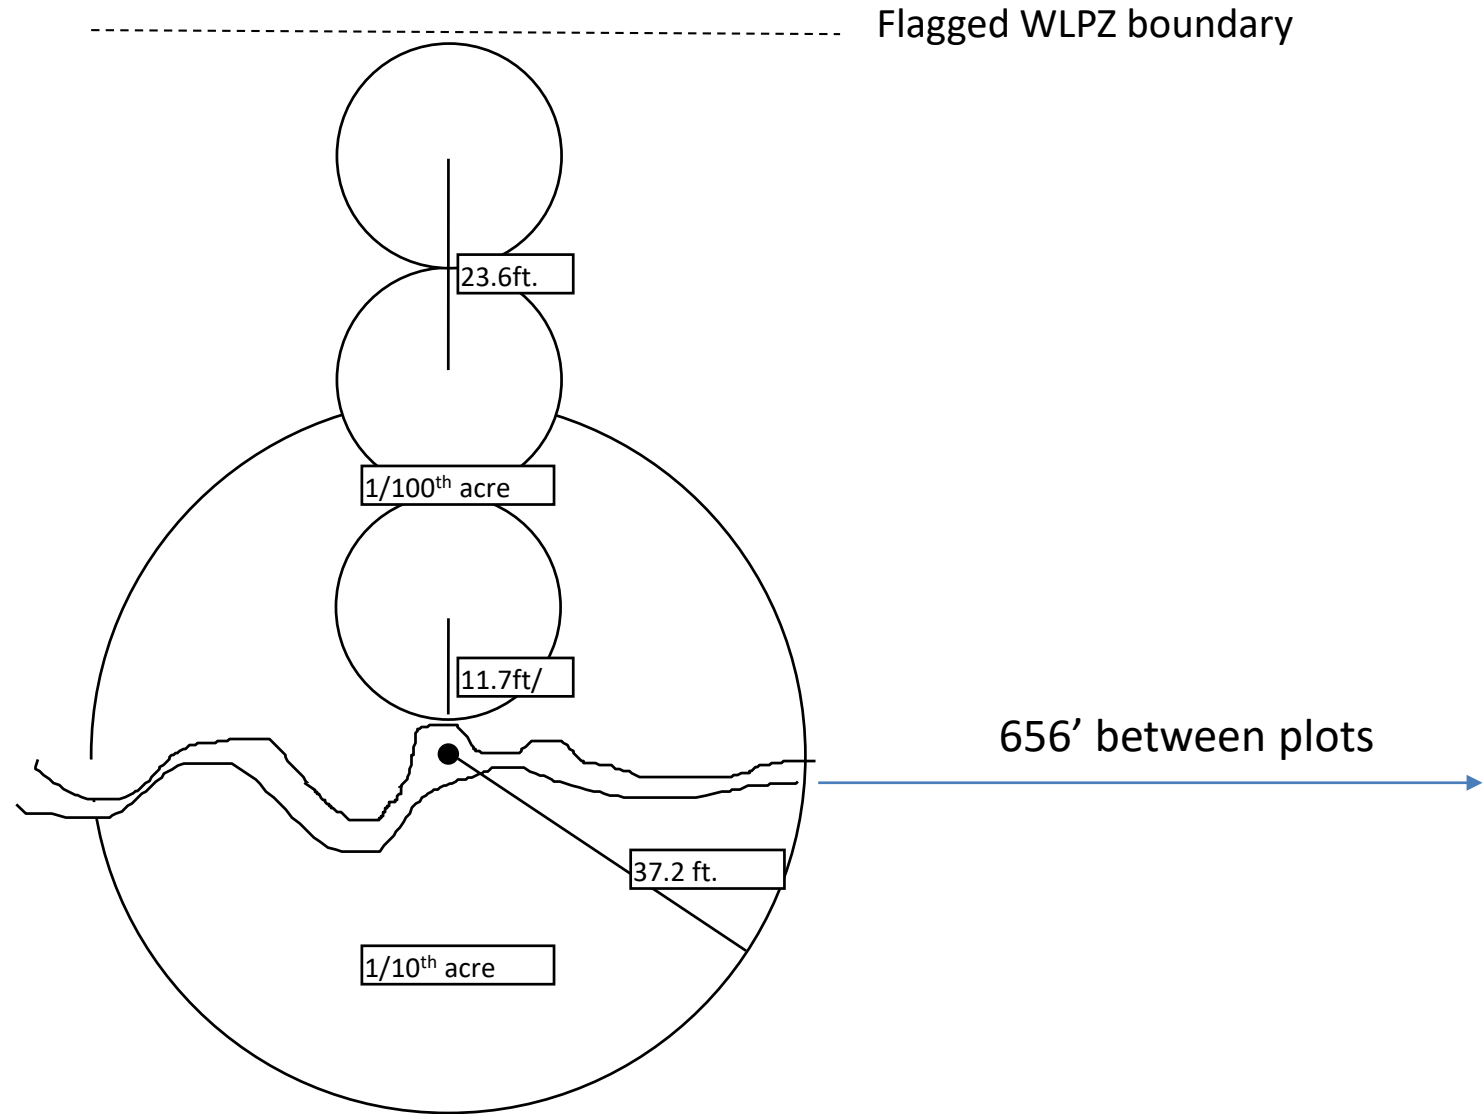 Flagged WLPZ boundary
23.6ft.
1/100th acre
11.7ft/
656’ between plots
37.2 ft.
1/10th acre